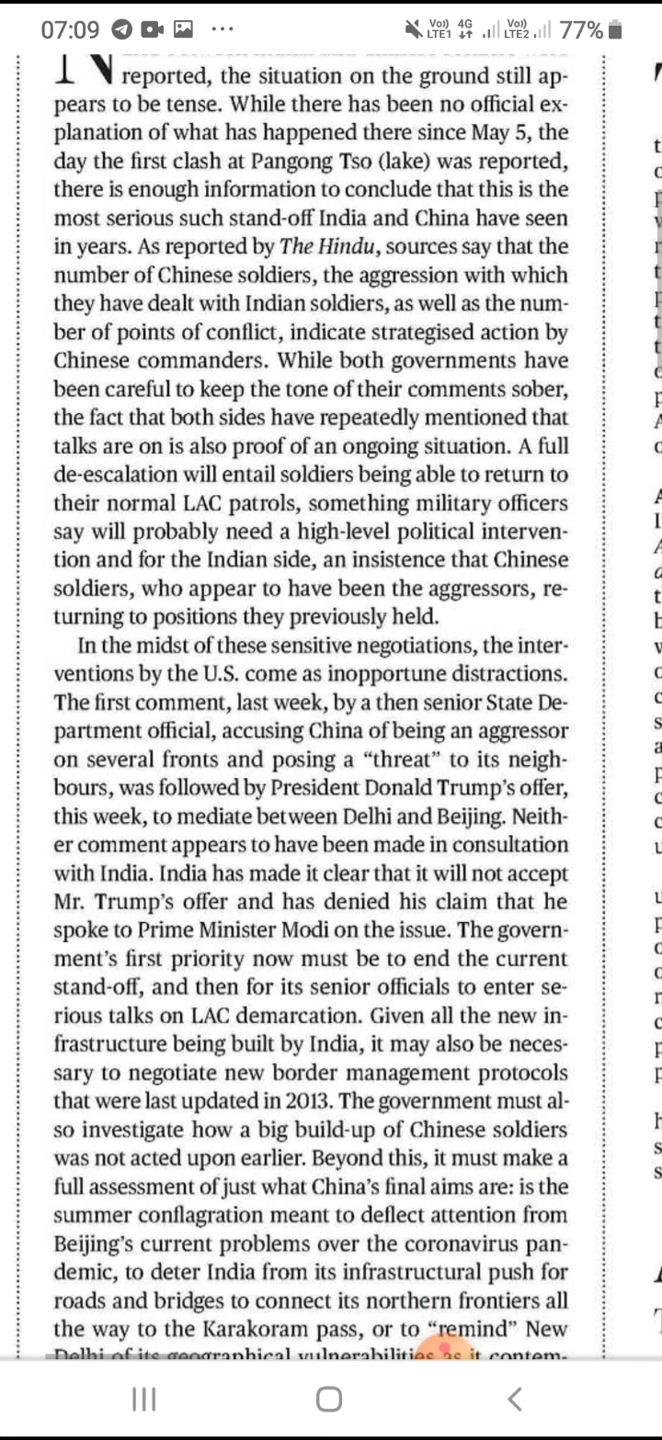 07:09 ... Vo)) LTE1 4G Vo)) LTE2 77%
N reported, the situation on the ground still ap-
pears to be tense. While there has been no official ex-
planation of what has happened there since May 5, the
day the first clash at Pangong Tso (lake) was reported,
there is enough information to conclude that this is the
most serious such stand-off India and China have seen
in years. As reported by The Hindu, sources say that the
number of Chinese soldiers, the aggression with which
they have dealt with Indian soldiers, as well as the num-
ber of points of conflict, indicate strategised action by
Chinese commanders. While both governments have
been careful to keep the tone of their comments sober,
the fact that both sides have repeatedly mentioned that
talks are on is also proof of an ongoing situation. A full
de-escalation will entail soldiers being able to return to
their normal LAC patrols, something military officers
say will probably need a high-level political interven-
tion and for the Indian side, an insistence that Chinese
soldiers, who appear to have been the aggressors, re-
turning to positions they previously held.
In the midst of these sensitive negotiations, the inter-
ventions by the U.S. come as inopportune distractions.
The first comment, last week, by a then senior State De-
partment official, accusing China of being an aggressor
on several fronts and posing a “threat” to its neigh-
bours, was followed by President Donald Trump’s offer,
this week, to mediate between Delhi and Beijing. Neith-
er comment appears to have been made in consultation
with India. India has made it clear that it will not accept
Mr. Trump’s offer and has denied his claim that he
spoke to Prime Minister Modi on the issue. The govern-
ment’s first priority now must be to end the current
stand-off, and then for its senior officials to enter se-
rious talks on LAC demarcation. Given all the new in-
frastructure being built by India, it may also be neces-
sary to negotiate new border management protocols
that were last updated in 2013. The government must al-
so investigate how a big build-up of Chinese soldiers
was not acted upon earlier. Beyond this, it must make a
full assessment of just what China’s final aims are: is the
summer conflagration meant to deflect attention from
Beijing’s current problems over the coronavirus pan-
demic, to deter India from its infrastructural push for
roads and bridges to connect its northern frontiers all
the way to the Karakoram pass, or to “remind” New
Delhi of its geographical vulnerabilities as it contem-